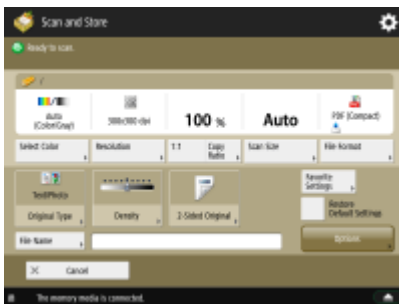 Scan and Store
Ready to scan.
/
Auto
(Color/Gray)
300x300 dpi
100 %
Auto
PDF (Compact)
Select Color
Resolution
1:1
Copy
Ratio
Scan Size
File Format
Text/Photo
Original Type
Density
2-Sided Original
Favorite
Settings
Restore
Default Settings
File Name
Options
Cancel
The memory media is connected.